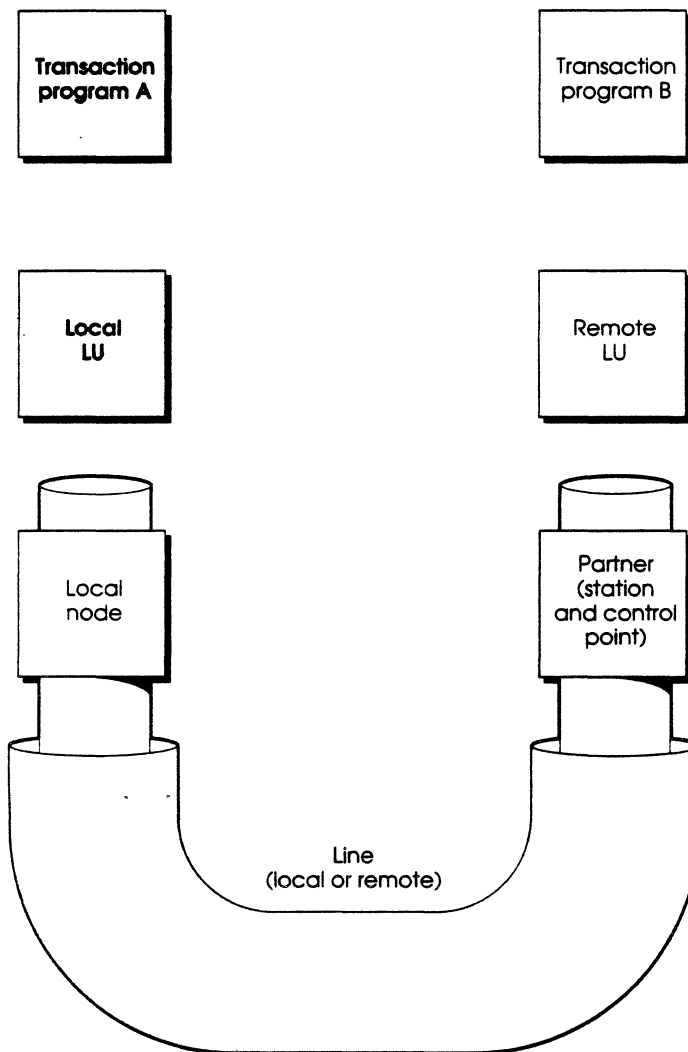 Transaction
program A
Transaction
program B
Local
LU
Remote
LU
Local
node
Partner
(station
and control
point)
Line
(local or remote)